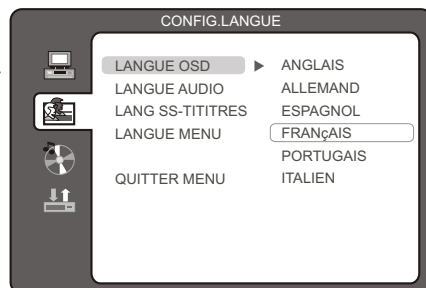 CONFIG.LANGUE
LANGUE OSD ▶ ANGLAIS
LANGUE AUDIO ALLEMAND
LANG SS-TITITRES ESPAGNOL
LANGUE MENU FRANçAIS
PORTUGAIS
QUITTER MENU ITALIEN